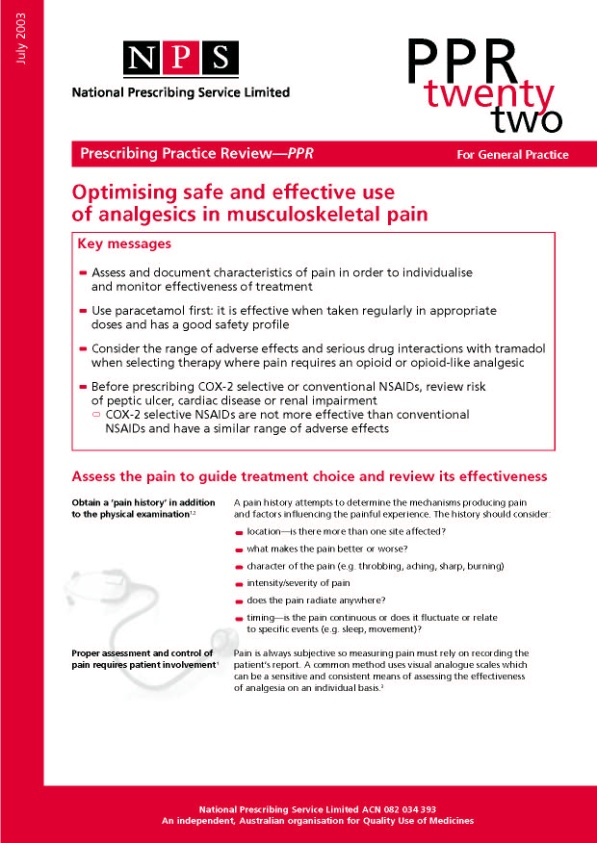 July 2003
NPS
National Prescribing Service Limited
PPR
twenty
two
Prescribing Practice Review—PPR
For General Practice
Optimising safe and effective use
of analgesics in musculoskeletal pain
Key messages
Assess and document characteristics of pain in order to individualise
and monitor effectiveness of treatment
Use paracetamol first: it is effective when taken regularly in appropriate
doses and has a good safety profile
Consider the range of adverse effects and serious drug interactions with tramadol
when selecting therapy where pain requires an opioid or opioid-like analgesic
Before prescribing COX-2 selective or conventional NSAIDs, review risk
of peptic ulcer, cardiac disease or renal impairment
COX-2 selective NSAIDs are not more effective than conventional
NSAIDs and have a similar range of adverse effects
Assess the pain to guide treatment choice and review its effectiveness
Obtain a ‘pain history’ in addition
to the physical examination1,2
A pain history attempts to determine the mechanisms producing pain
and factors influencing the painful experience. The history should consider:
location—is there more than one site affected?
what makes the pain better or worse?
character of the pain (e.g. throbbing, aching, sharp, burning)
intensity/severity of pain
does the pain radiate anywhere?
timing—is the pain continuous or does it fluctuate or relate
to specific events (e.g. sleep, movement)?
Proper assessment and control of
pain requires patient involvement1
Pain is always subjective so measuring pain must rely on recording the
patient’s report. A common method uses visual analogue scales which
can be a sensitive and consistent means of assessing the effectiveness
of analgesia on an individual basis.
National Prescribing Service Limited ACN 082 034 393
An independent, Australian organisation for Quality Use of Medicines